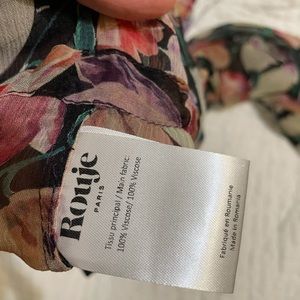 Rouje
PARIS
Tissu principal / Main fabric:
100% Viscose/ 100% Viscose
Fabriqué en Roumanie
Made in Romania